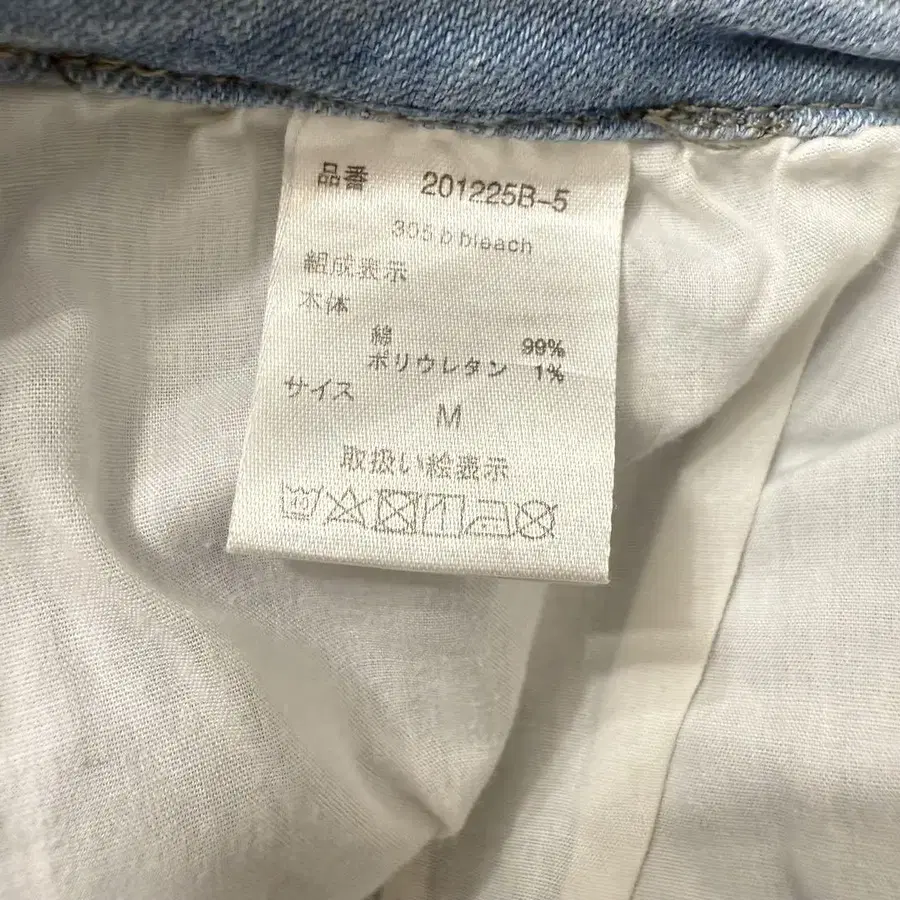 品番 201225B-5
305 b bleach
組成表示
本体
綿 99%
ポリウレタン 1%
サイズ
M
取扱い絵表示
40